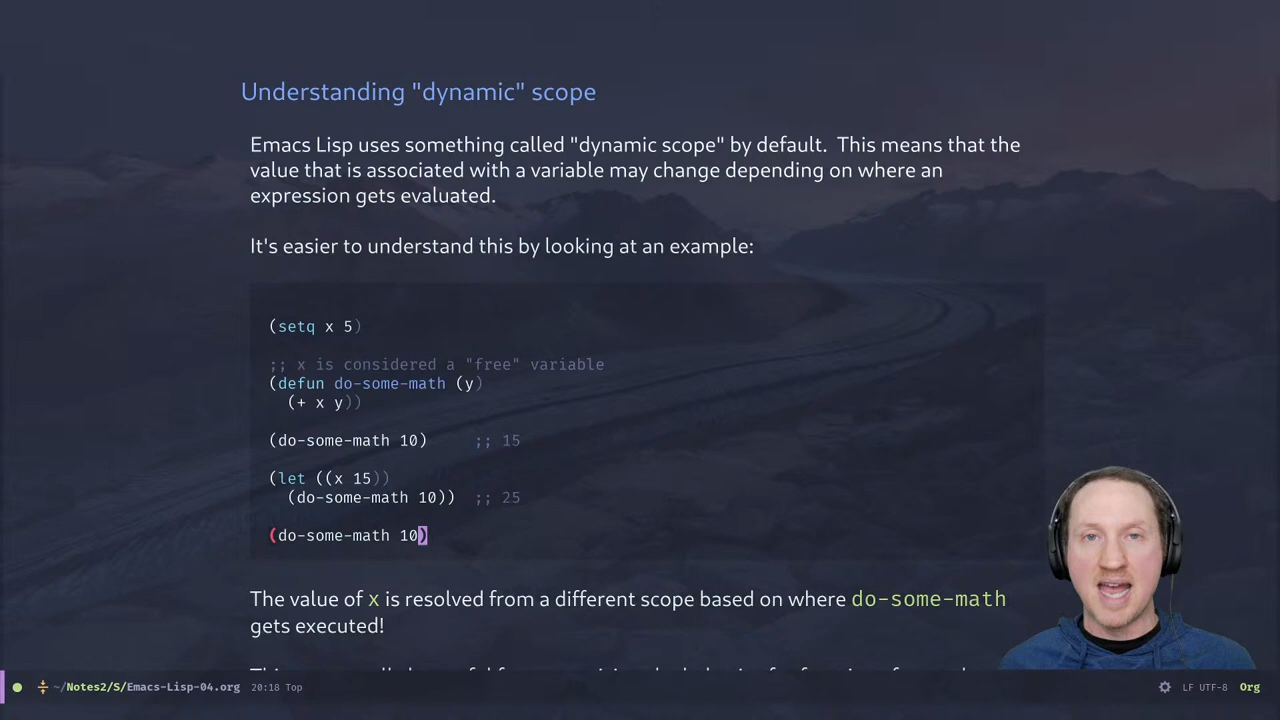 Understanding "dynamic" scope
Emacs Lisp uses something called "dynamic scope" by default. This means that the
value that is associated with a variable may change depending on where an
expression gets evaluated.
It's easier to understand this by looking at an example:
(setq x 5)
;; x is considered a "free" variable
(defun do-some-math (y)
(+ x y))
(do-some-math 10) ;; 15
(let ((x 15))
(do-some-math 10)) ;; 25
(do-some-math 10)
The value of x is resolved from a different scope based on where do-some-math
gets executed!
~/Notes2/S/Emacs-Lisp-04.org 20:18 Top LF UTF-8 Org